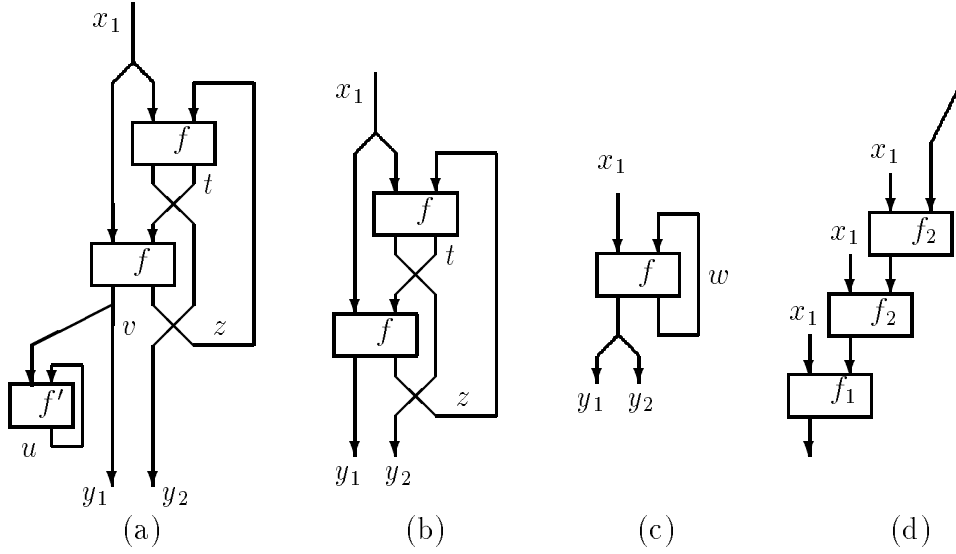 x₁
f
t
f
v
z
f'
u
y₁
y₂
(a)
x₁
f
t
f
z
y₁
y₂
(b)
x₁
f
w
y₁
y₂
(c)
x₁
f₂
x₁
f₂
x₁
f₁
(d)